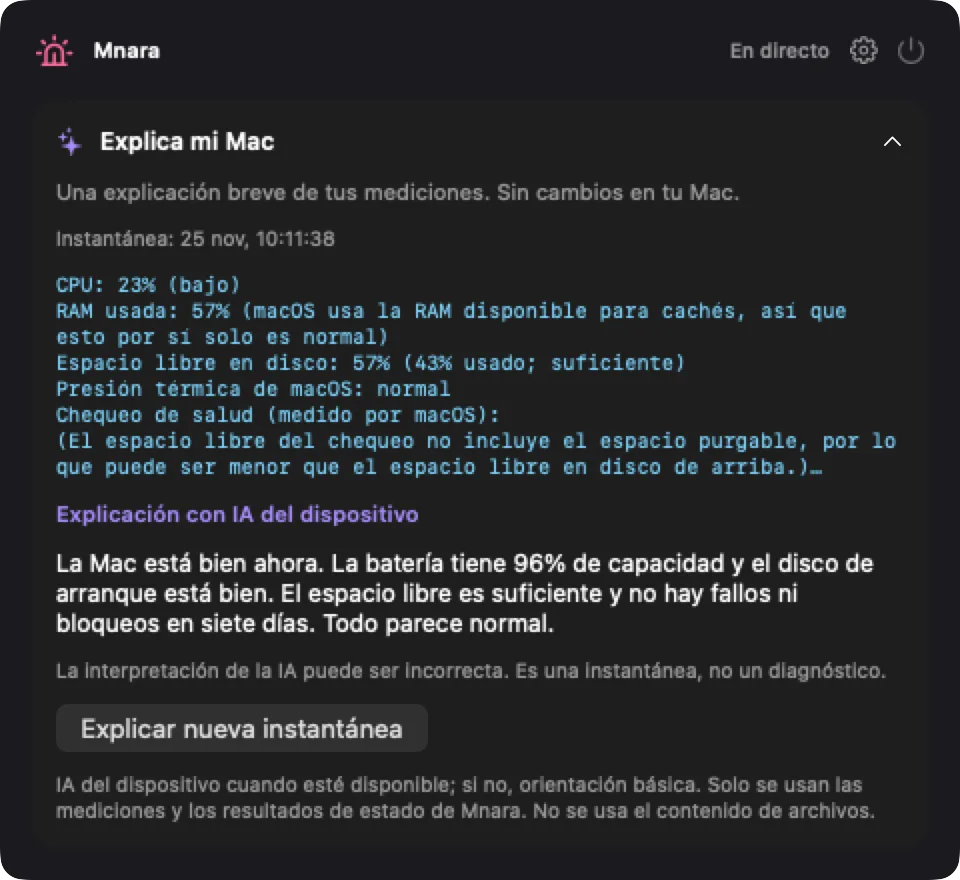 Mnara
En directo
Explica mi Mac
Una explicación breve de tus mediciones. Sin cambios en tu Mac.
Instantánea: 25 nov, 10:11:38
CPU: 23% (bajo)
RAM usada: 57% (macOS usa la RAM disponible para cachés, así que
esto por sí solo es normal)
Espacio libre en disco: 57% (43% usado; suficiente)
Presión térmica de macOS: normal
Chequeo de salud (medido por macOS):
(El espacio libre del chequeo no incluye el espacio purgable, por lo
que puede ser menor que el espacio libre en disco de arriba.)…
Explicación con IA del dispositivo
La Mac está bien ahora. La batería tiene 96% de capacidad y el disco de
arranque está bien. El espacio libre es suficiente y no hay fallos ni
bloqueos en siete días. Todo parece normal.
La interpretación de la IA puede ser incorrecta. Es una instantánea, no un diagnóstico.
Explicar nueva instantánea
IA del dispositivo cuando esté disponible; si no, orientación básica. Solo se usan las
mediciones y los resultados de estado de Mnara. No se usa el contenido de archivos.